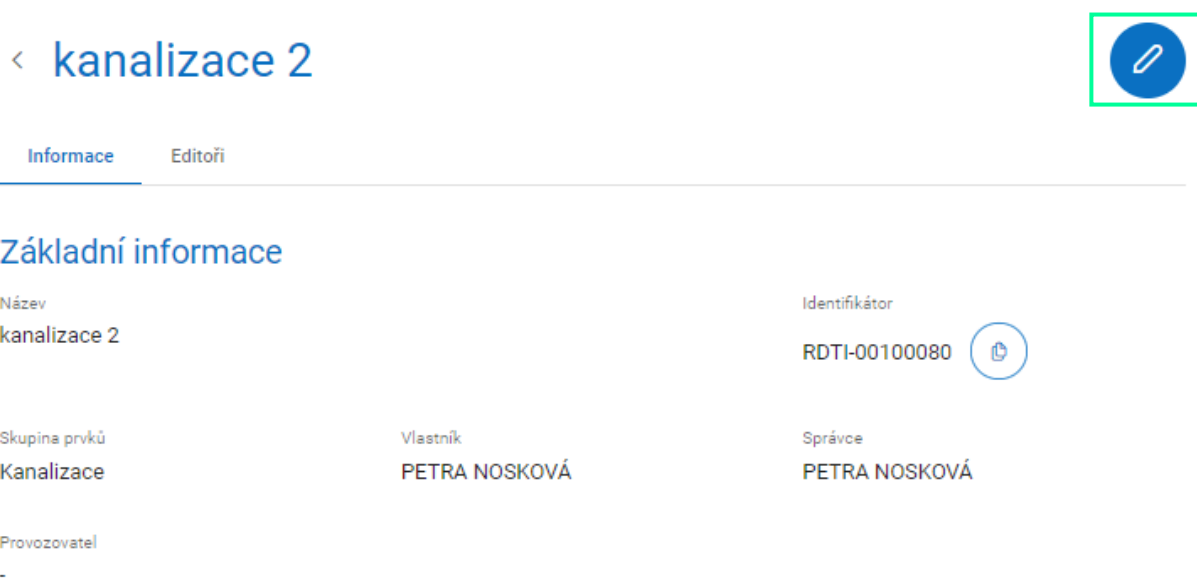 kanalizace 2
Informace Editoři
Základní informace
Název Identifikátor
kanalizace 2
RDTI-00100080
Skupina prvků Vlastník Správce
Kanalizace PETRA NOSKOVÁ PETRA NOSKOVÁ
Provozovatel
-